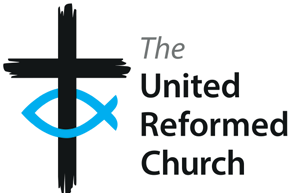 The
United
Reformed
Church